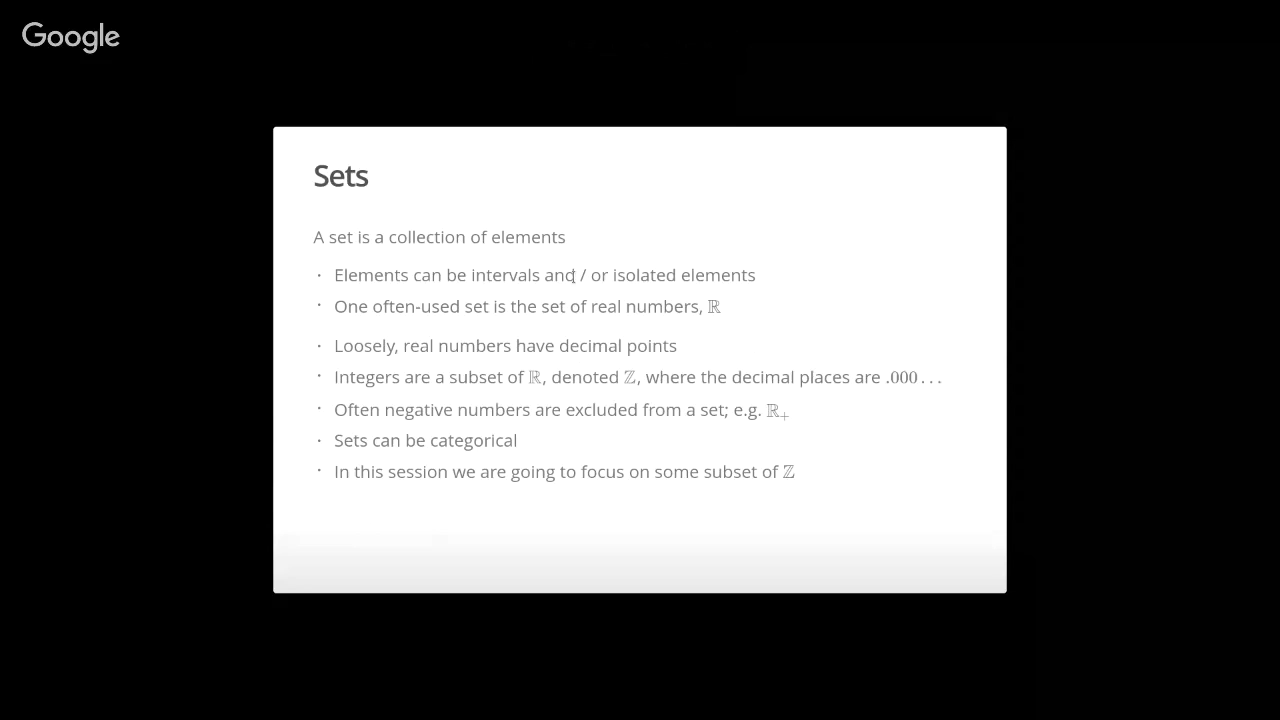 Google
Sets
A set is a collection of elements
· Elements can be intervals and / or isolated elements
· One often-used set is the set of real numbers, ℝ
· Loosely, real numbers have decimal points
· Integers are a subset of ℝ, denoted ℤ, where the decimal places are .000…
· Often negative numbers are excluded from a set; e.g. ℝ₊
· Sets can be categorical
· In this session we are going to focus on some subset of ℤ